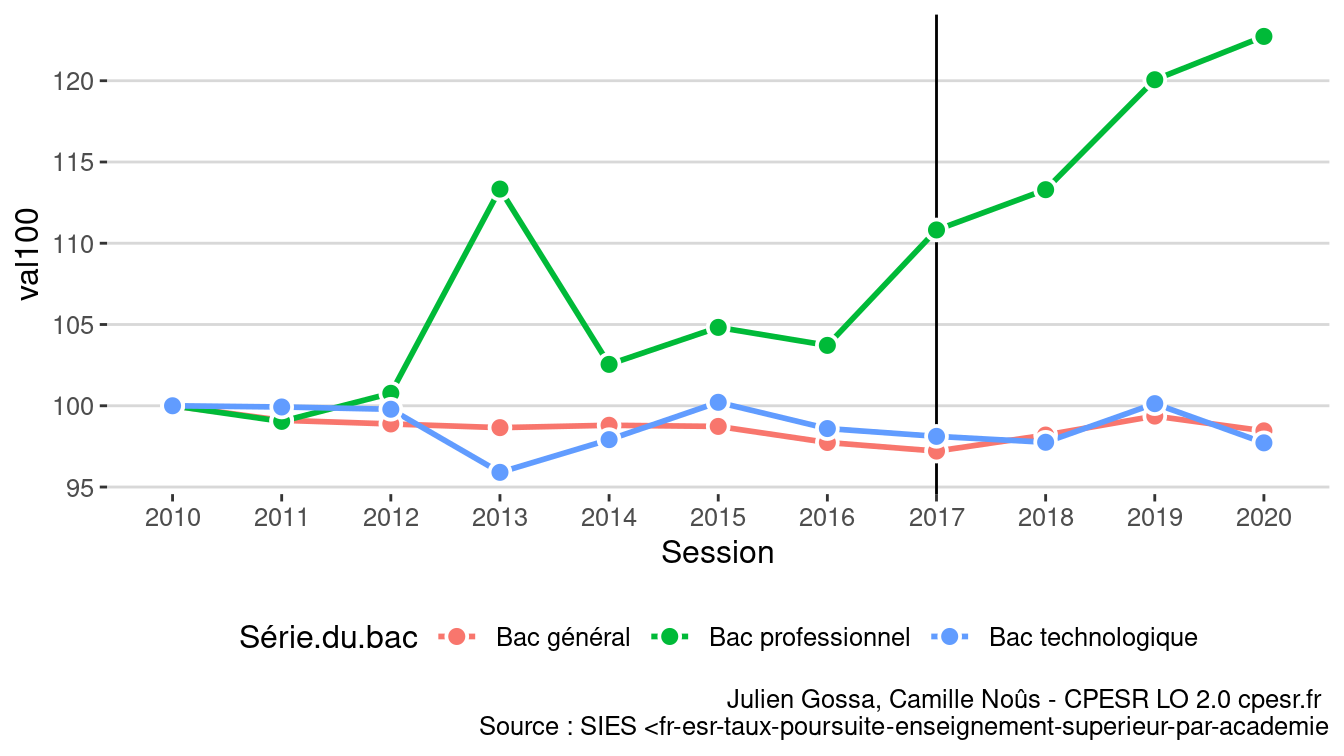 val100
120
115
110
105
100
95
2010 2011 2012 2013 2014 2015 2016 2017 2018 2019 2020
Session
Série.du.bac Bac général Bac professionnel Bac technologique
Julien Gossa, Camille Noûs - CPESR LO 2.0 cpesr.fr
Source : SIES <fr-esr-taux-poursuite-enseignement-superieur-par-academie